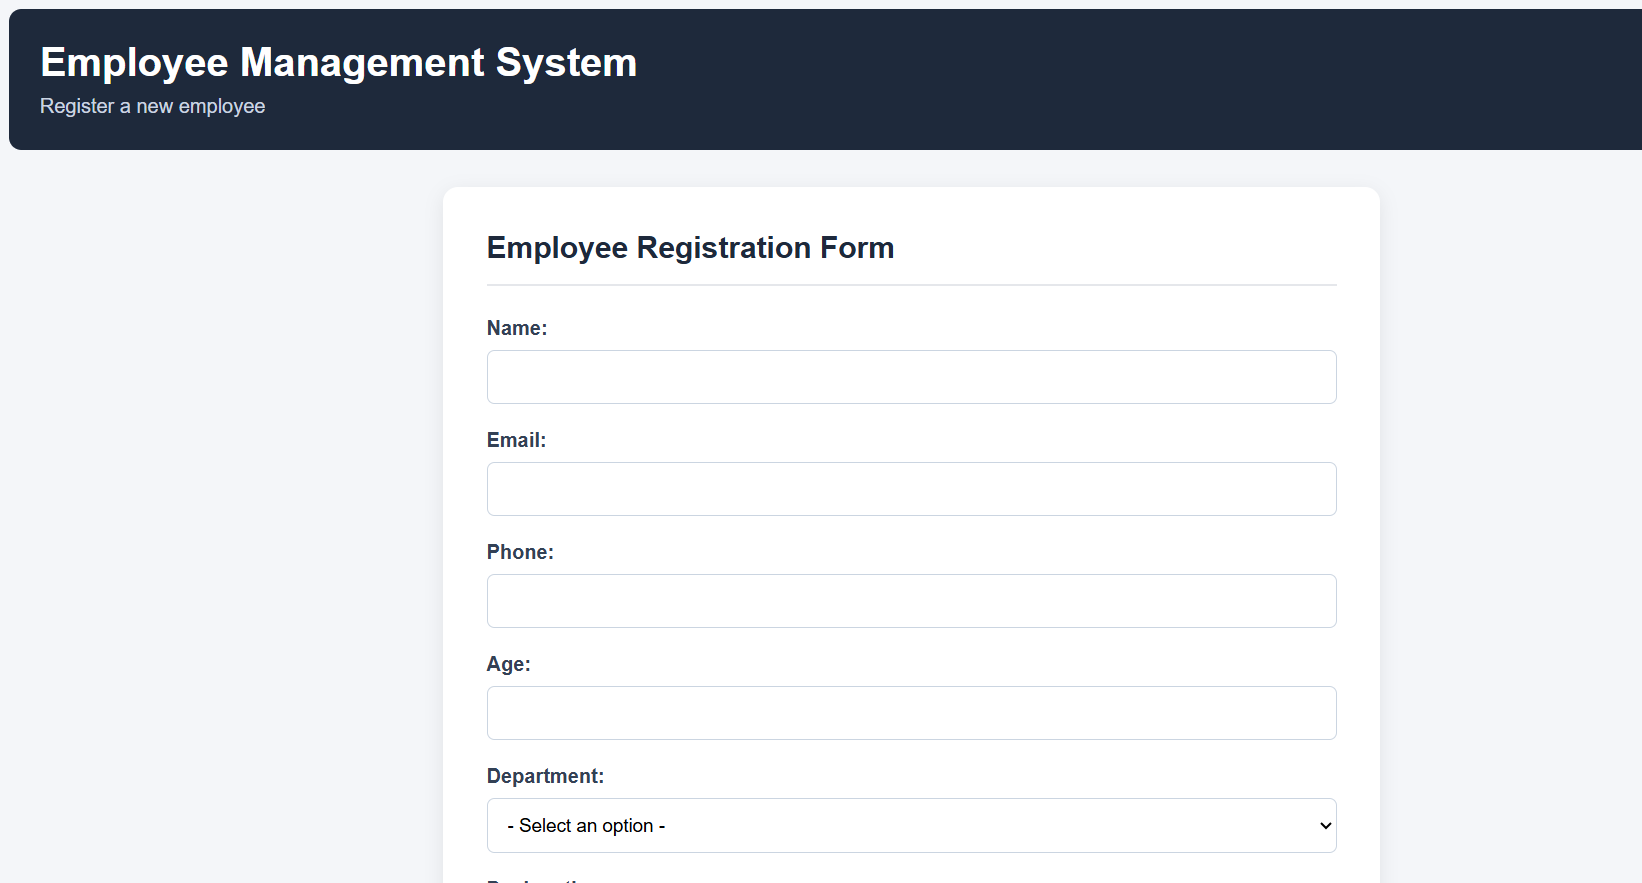 Employee Management System
Register a new employee
Employee Registration Form
Name:
Email:
Phone:
Age:
Department:
- Select an option -